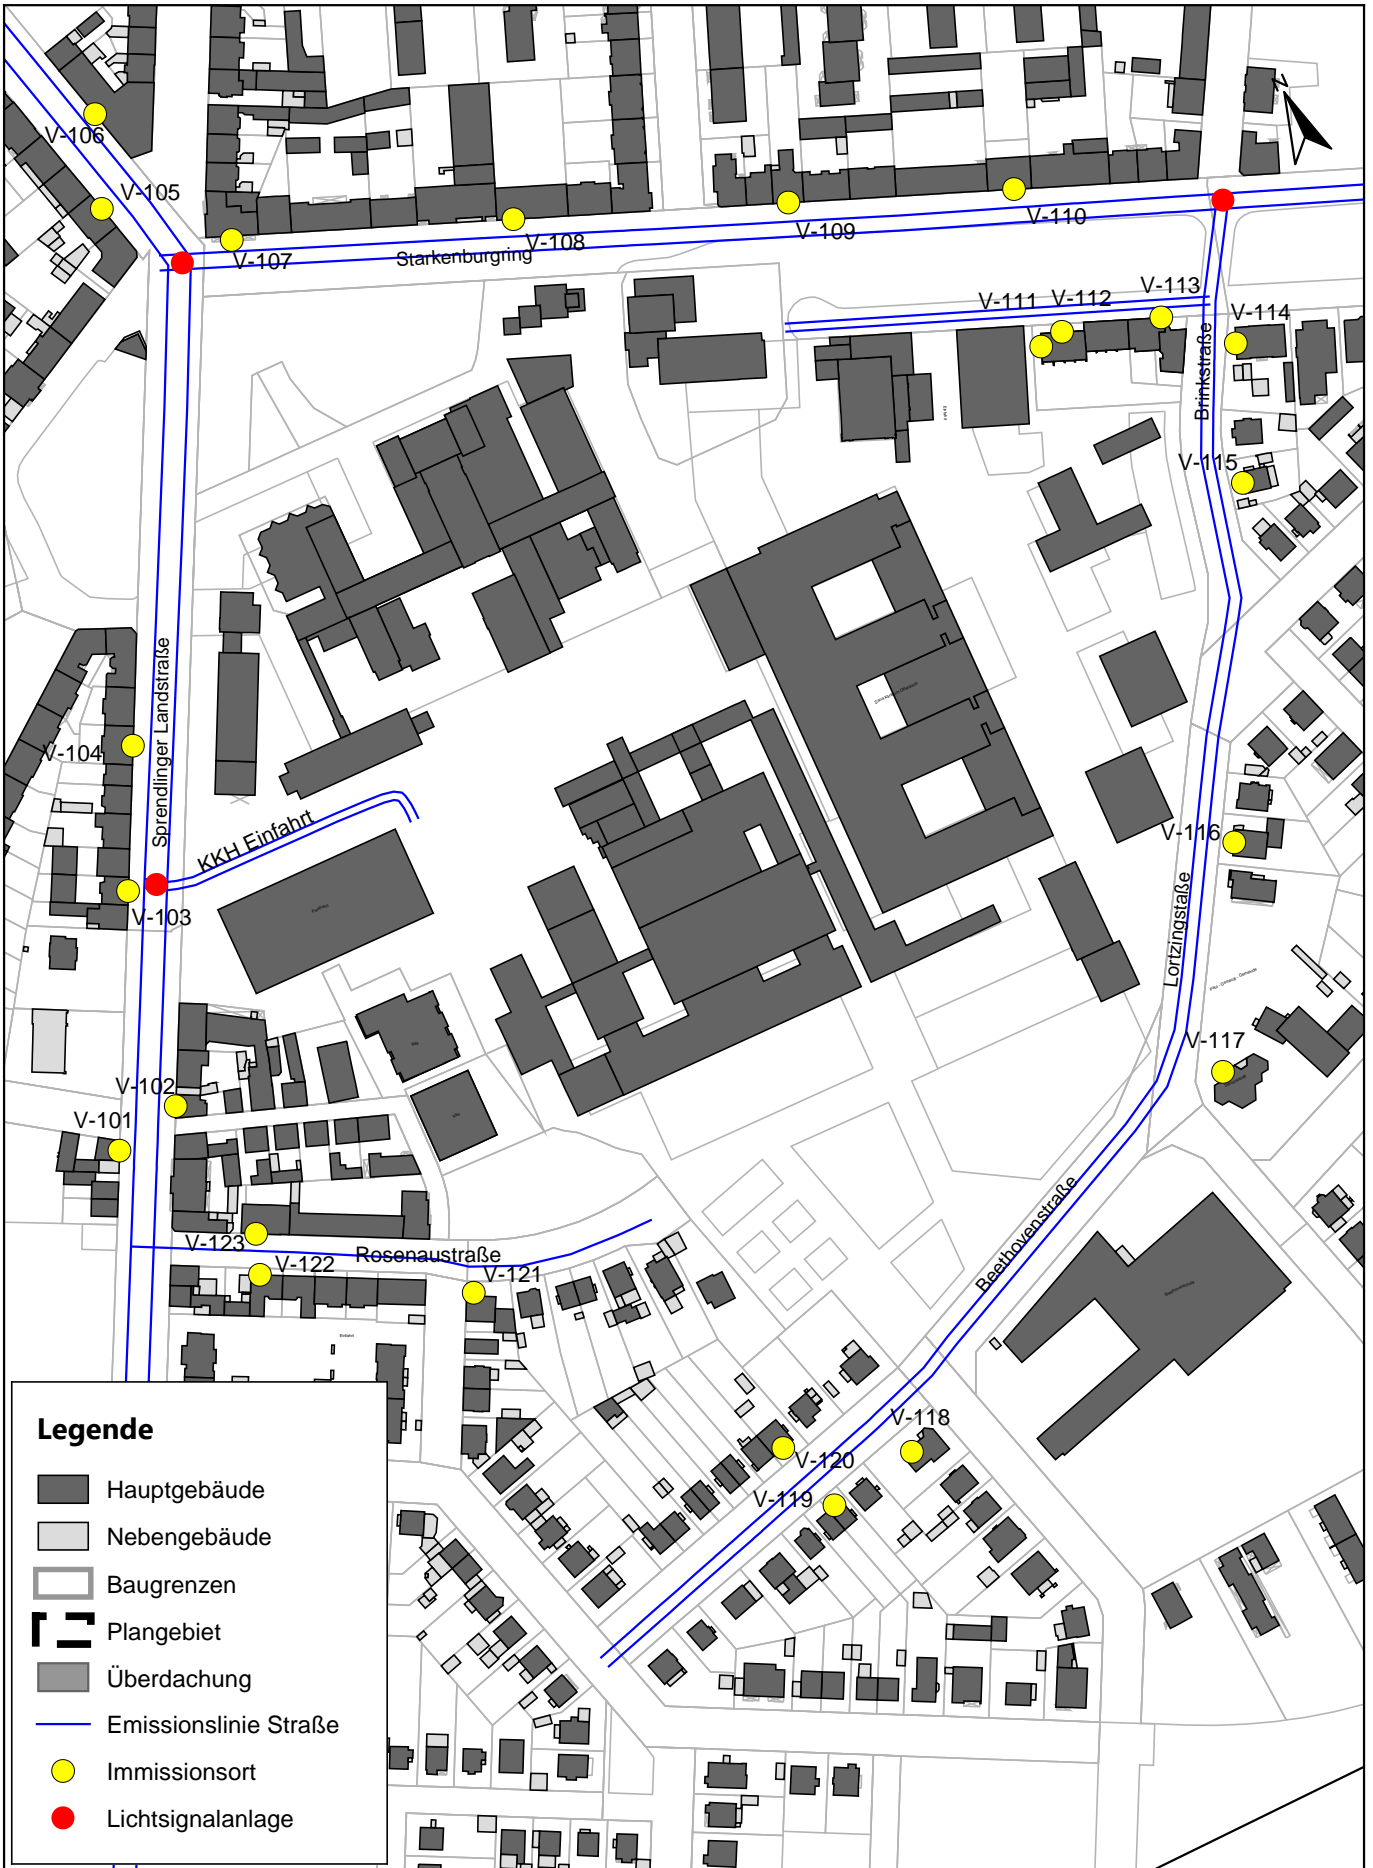 N
V-106
V-105
V-107
V-108
V-109
V-110
Starkenburgring
V-111
V-112
V-113
V-114
Brinkstraße
V-115
Sprendlinger Landstraße
V-104
KKH Einfahrt
V-103
V-116
Lortzingstaße
V-117
V-102
V-101
V-123
Rosenaustraße
V-122
V-121
Beethovenstraße
V-118
V-120
V-119
Legende
Hauptgebäude
Nebengebäude
Baugrenzen
Plangebiet
Überdachung
Emissionslinie Straße
Immissionsort
Lichtsignalanlage